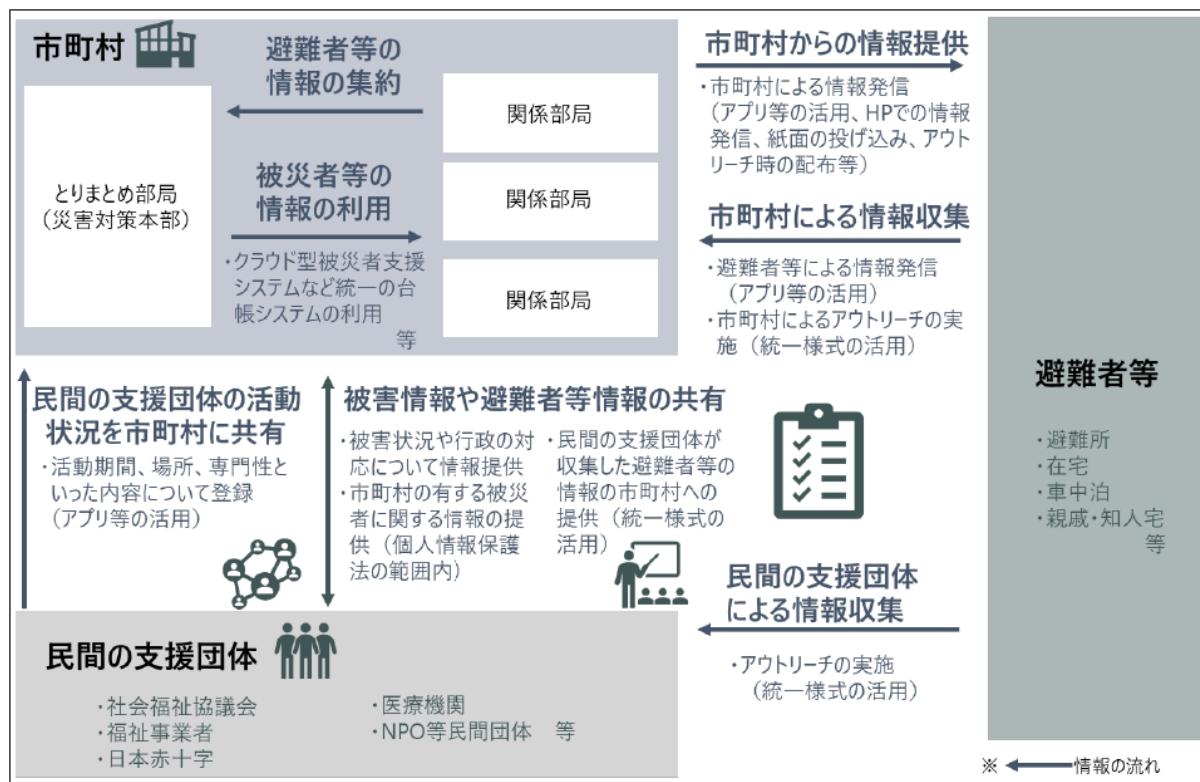 市町村
避難者等の
情報の集約
とりまとめ部局
（災害対策本部）
被災者等の
情報の利用
・クラウド型被災者支援
システムなど統一の台
帳システムの利用
等
関係部局
関係部局
関係部局
市町村からの情報提供
・市町村による情報発信
（アプリ等の活用、HPでの情報
発信、紙面の投げ込み、アウト
リーチ時の配布等）
市町村による情報収集
・避難者等による情報発信
（アプリ等の活用）
・市町村によるアウトリーチの実
施（統一様式の活用）
避難者等
・避難所
・在宅
・車中泊
・親戚・知人宅
等
民間の支援団体の活動
状況を市町村に共有
・活動期間、場所、専門性と
いった内容について登録
（アプリ等の活用）
被害情報や避難者等情報の共有
・被害状況や行政の対
応について情報提供
・市町村の有する被災
者に関する情報の提
供（個人情報保護
法の範囲内）
・民間の支援団体が
収集した避難者等の
情報の市町村への
提供（統一様式の
活用）
民間の支援団体
による情報収集
・アウトリーチの実施
（統一様式の活用）
民間の支援団体
・社会福祉協議会
・福祉事業者
・日本赤十字
・医療機関
・NPO等民間団体　等
※ 情報の流れ